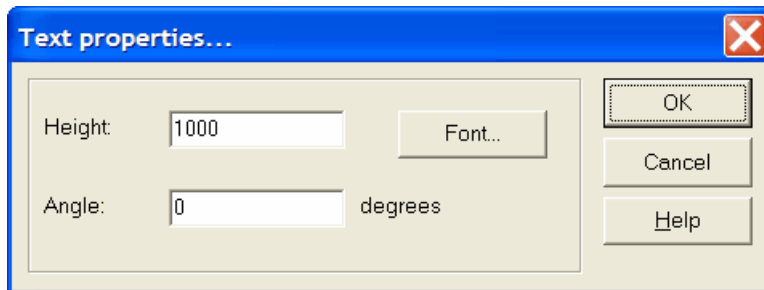 Text properties...
Height: 1000 Font...
Angle: 0 degrees
OK
Cancel
Help